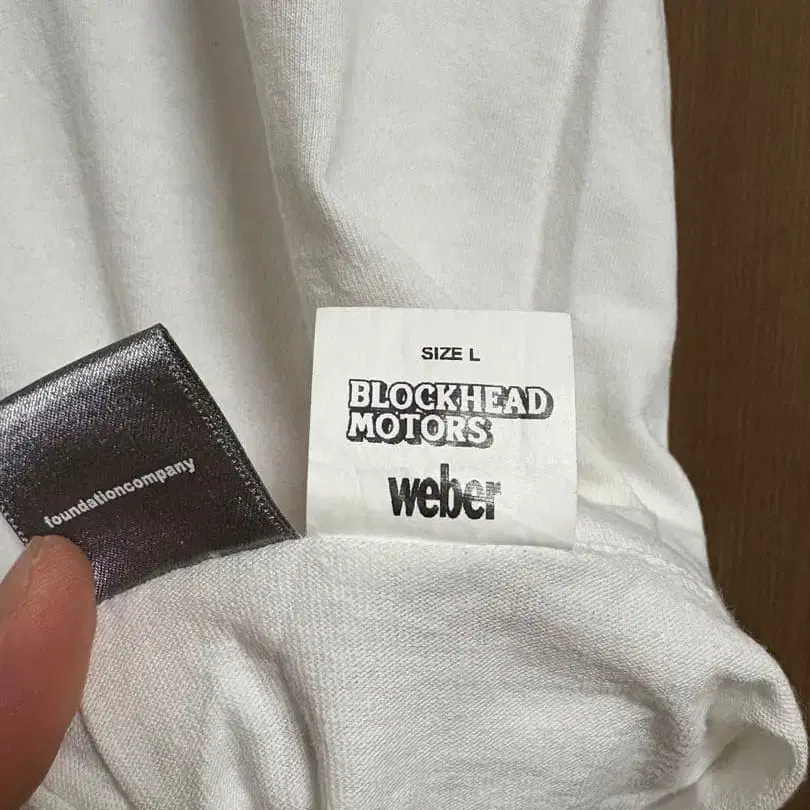 SIZE L
BLOCKHEAD
MOTORS
weber
foundationcompany